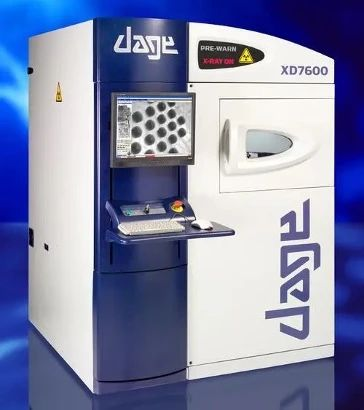 dage
PRE-WARN
X-RAY ON
XD7600
dage